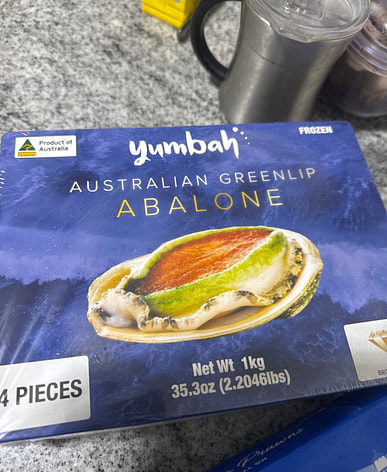 Product of
Australia
yumbah
FROZEN
AUSTRALIAN GREENLIP
ABALONE
Net Wt 1kg
35.3oz (2.2046lbs)
4 PIECES